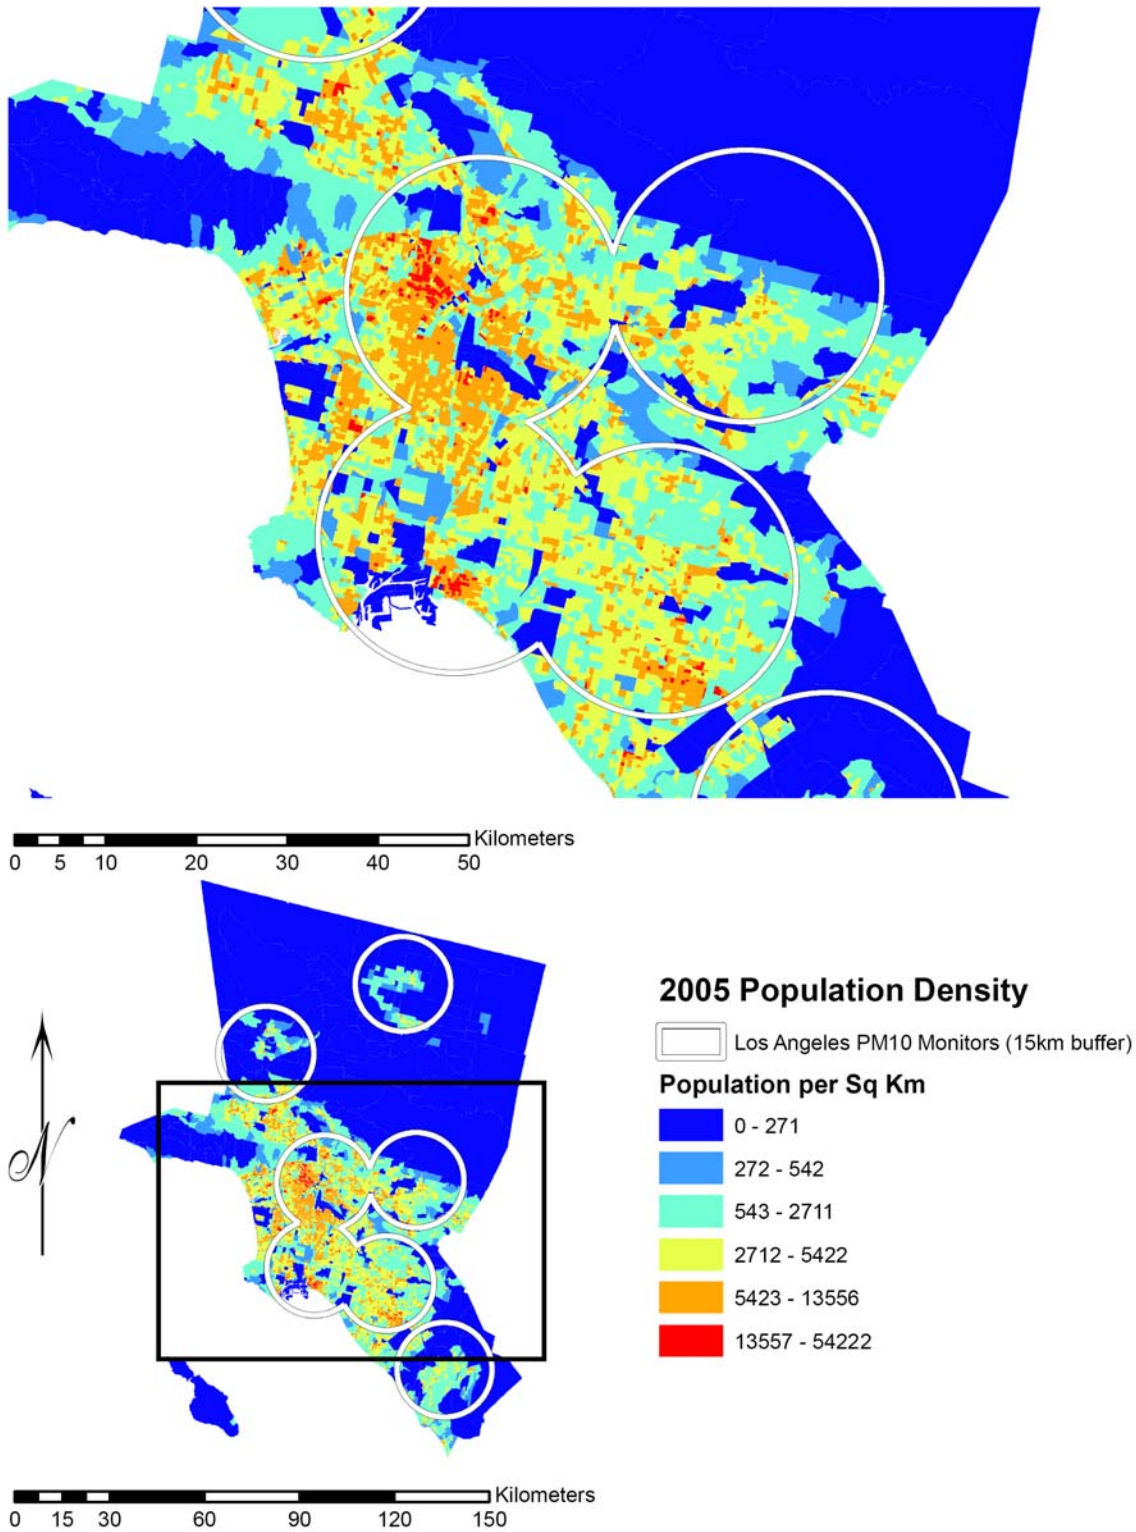 Kilometers
0 5 10 20 30 40 50
N
2005 Population Density
Los Angeles PM10 Monitors (15km buffer)
Population per Sq Km
0 - 271
272 - 542
543 - 2711
2712 - 5422
5423 - 13556
13557 - 54222
Kilometers
0 15 30 60 90 120 150